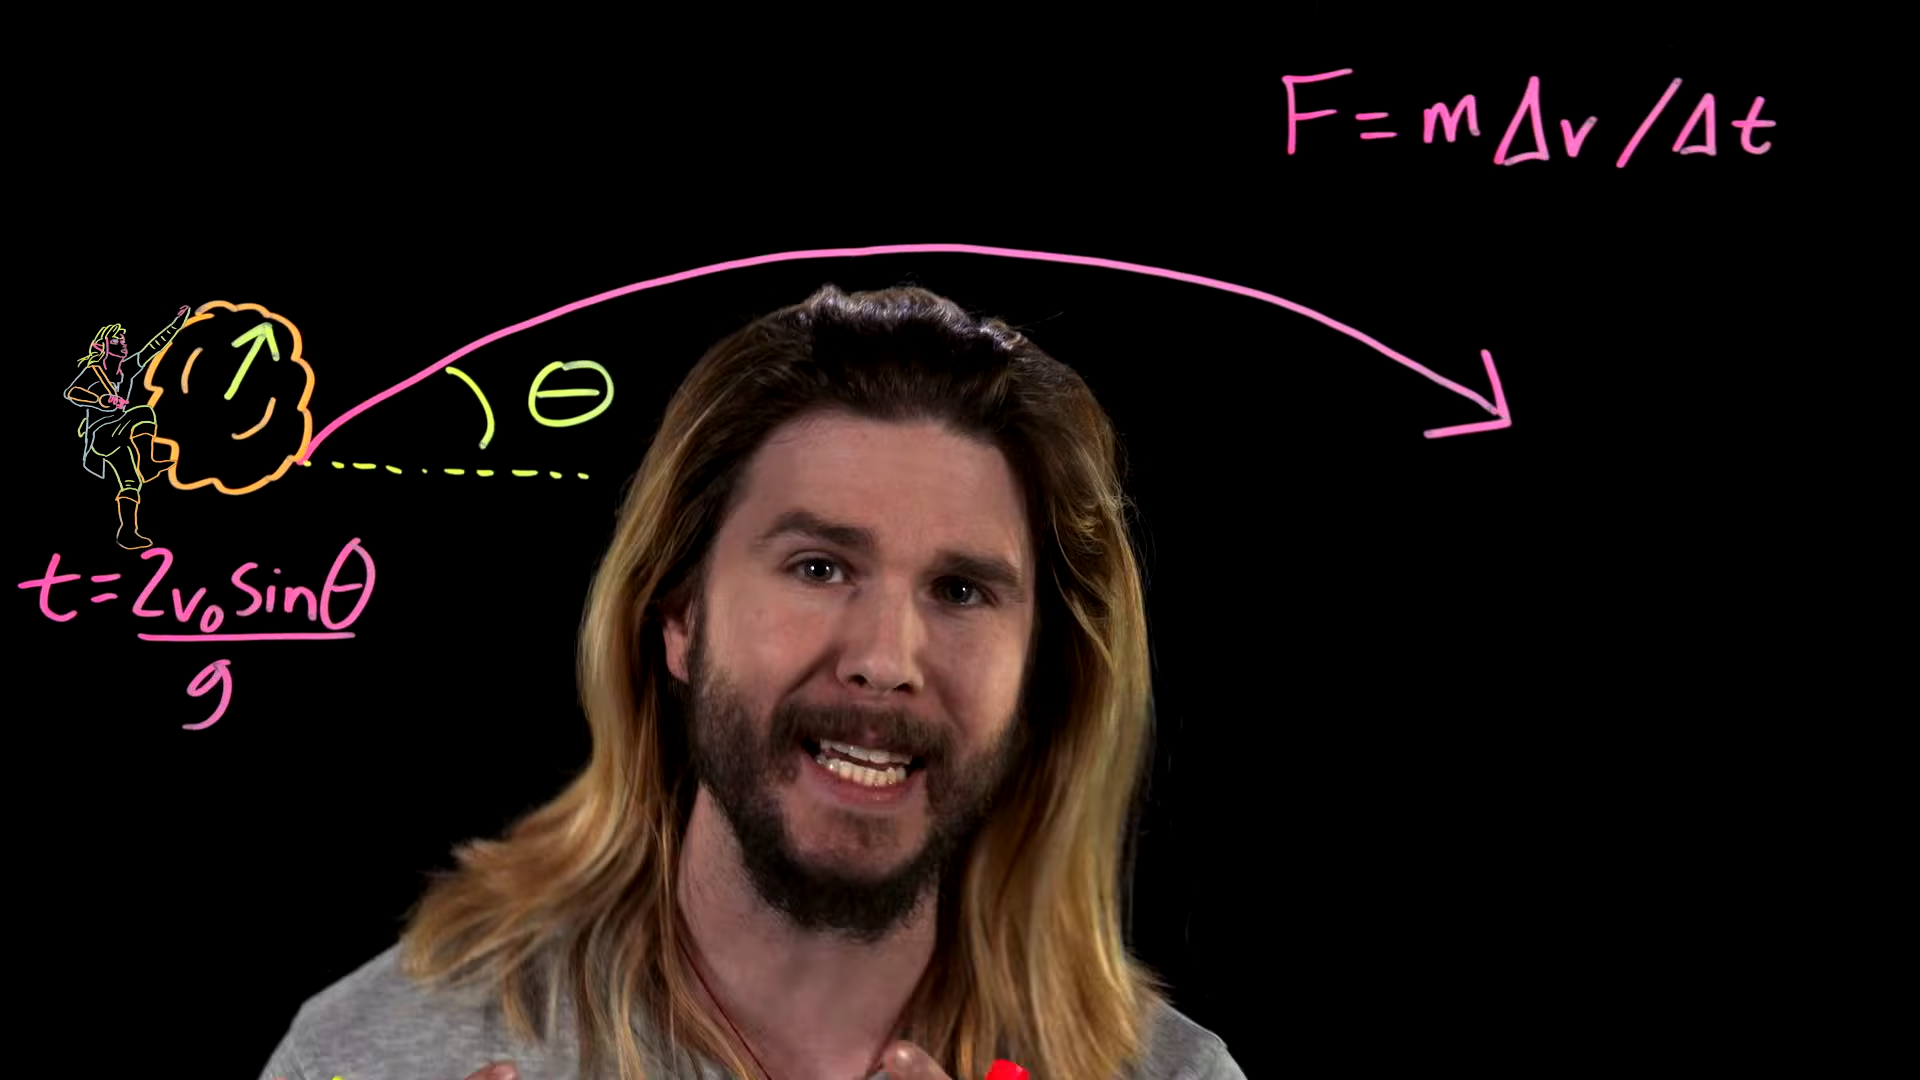 F = mΔv/Δt
θ
t = 2v₀sinθ
g